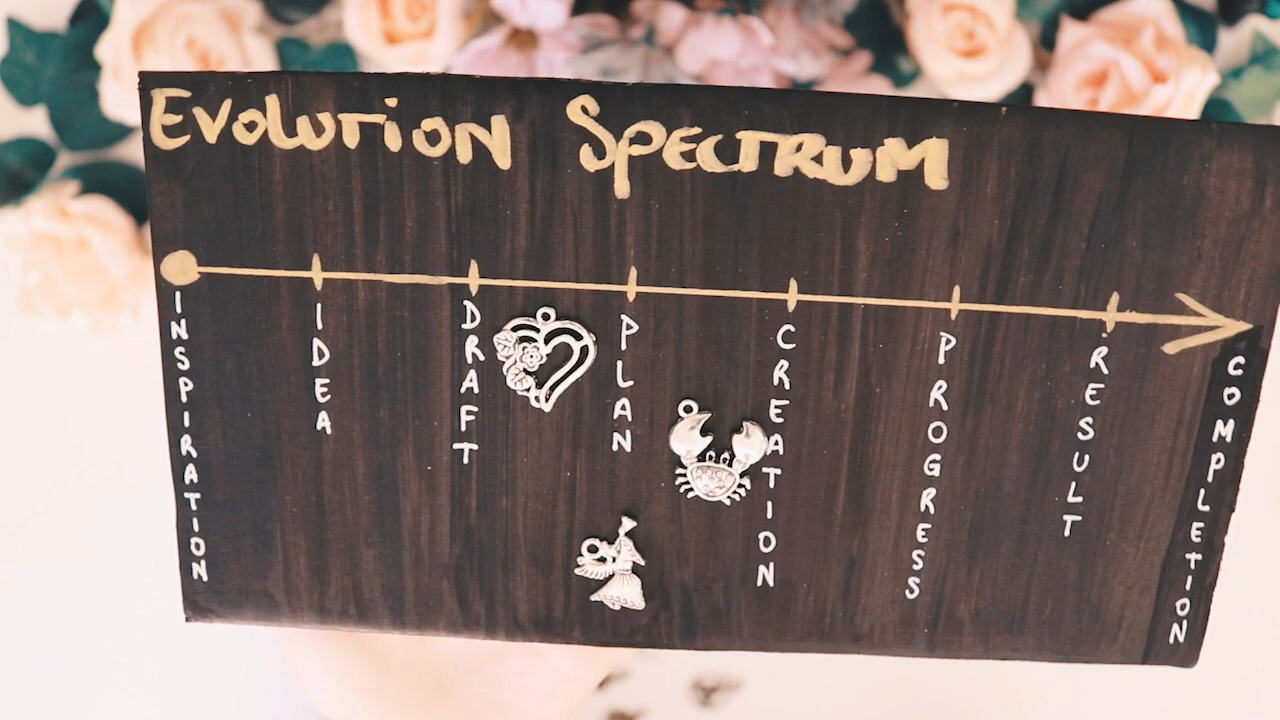 Evolution Spectrum
INSPIRATION
IDEA
DRAFT
PLAN
CREATION
PROGRESS
RESULT
COMPLETION